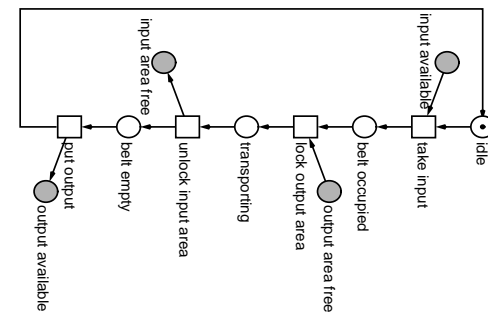 input available
idle
take input
belt occupied
output area free
lock output area
transporting
input area free
unlock input area
belt empty
put output
output available